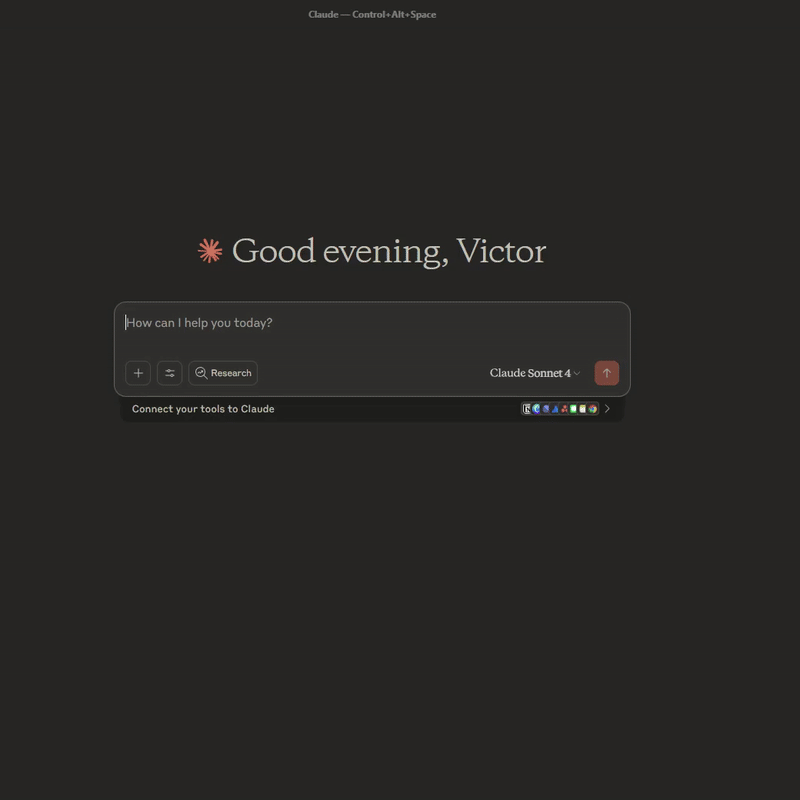 Claude — Control+Alt+Space
Good evening, Victor
How can I help you today?
Research
Claude Sonnet 4
Connect your tools to Claude